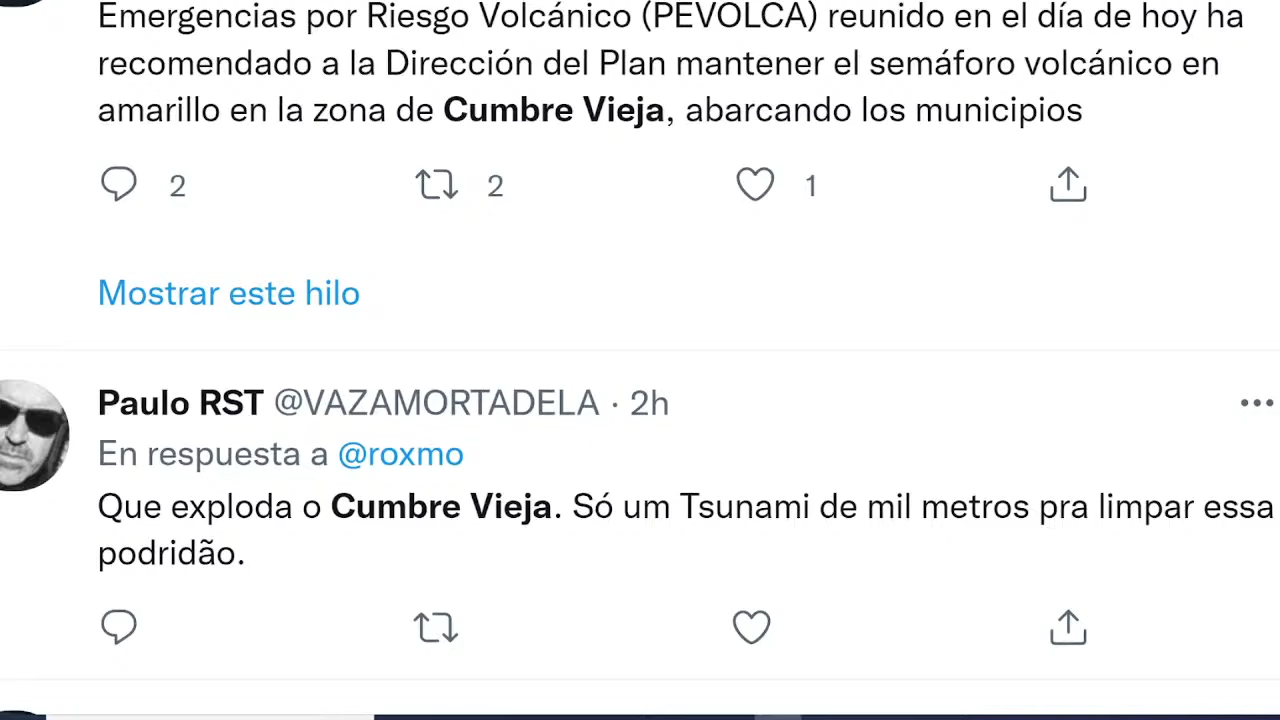 Emergencias por Riesgo Volcánico (PEVOLCA) reunido en el día de hoy ha
recomendado a la Dirección del Plan mantener el semáforo volcánico en
amarillo en la zona de Cumbre Vieja, abarcando los municipios
2 2 1
Mostrar este hilo
Paulo RST @VAZAMORTADELA · 2h
En respuesta a @roxmo
Que exploda o Cumbre Vieja. Só um Tsunami de mil metros pra limpar essa
podridão.